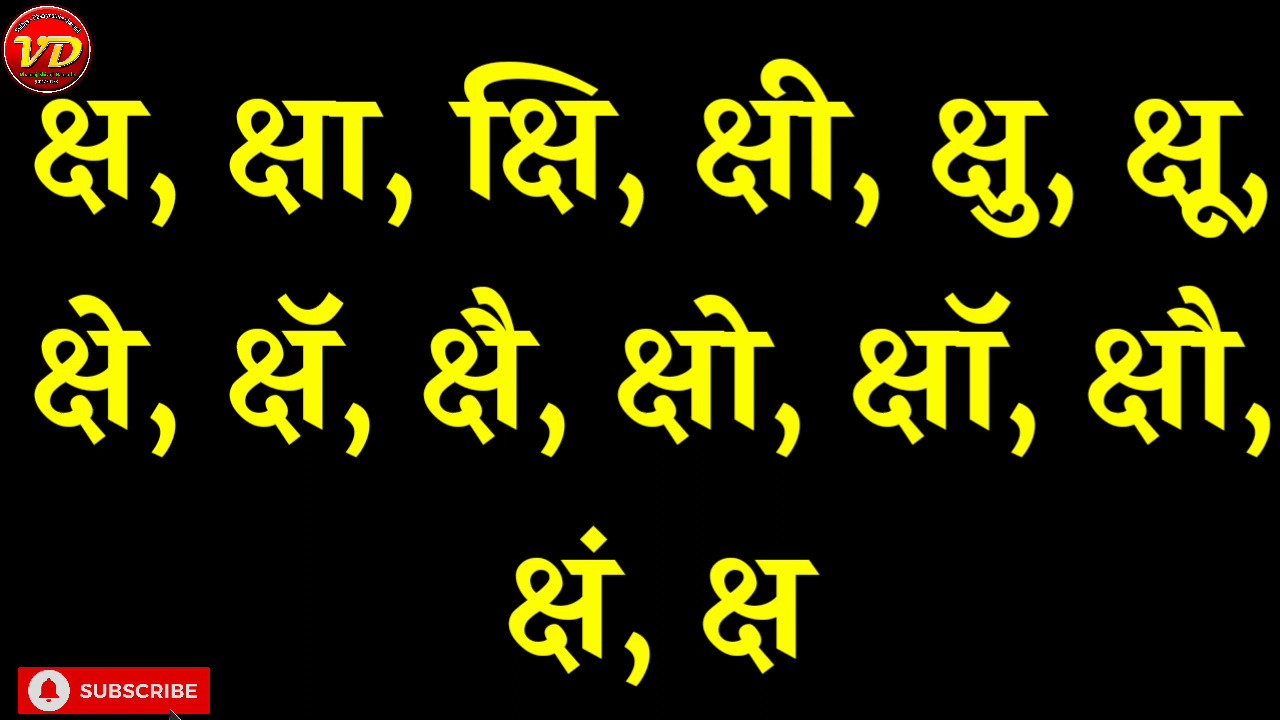 VD
क्ष, क्षा, क्षि, क्षी, क्षु, क्षू,
क्षे, क्षॅ, क्षै, क्षो, क्षॉ, क्षौ,
क्षं, क्ष
SUBSCRIBE